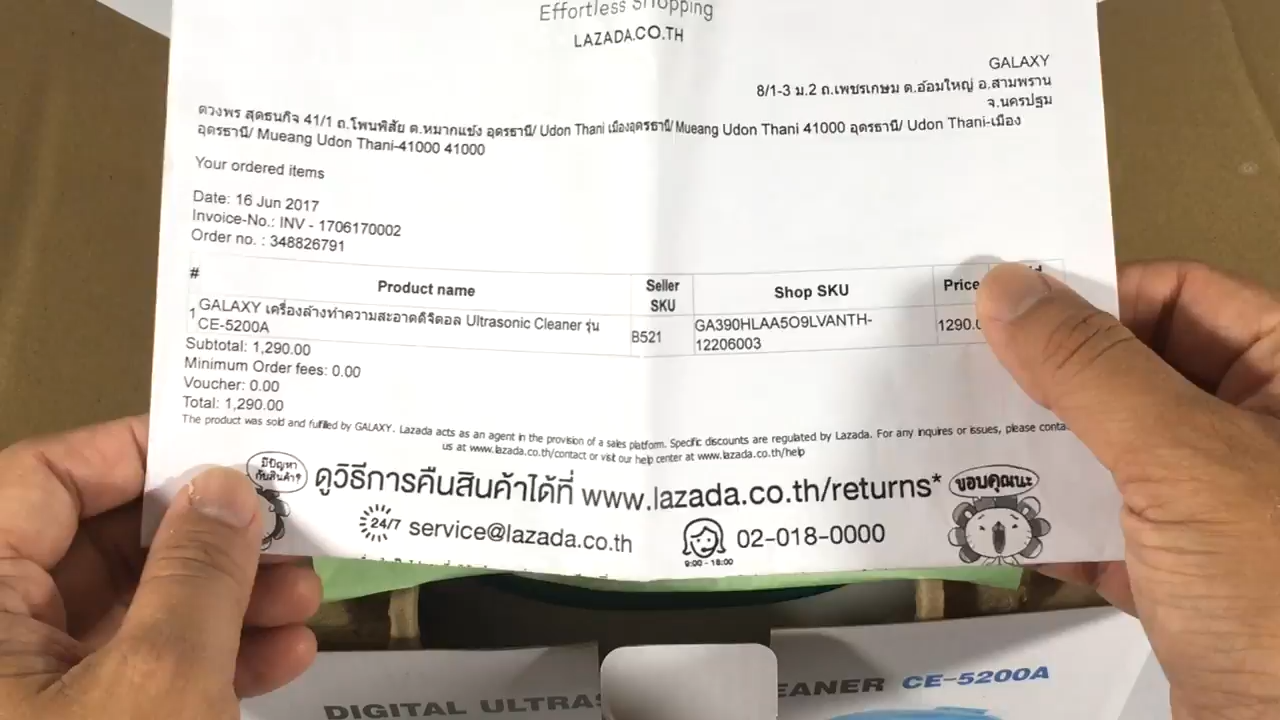 Effortless Shopping
LAZADA.CO.TH
GALAXY
8/1-3 ม.2 ถ.เพชรเกษม ต.อ้อมใหญ่ อ.สามพราน
จ.นครปฐม
ดวงพร สุดธนกิจ 41/1 ถ.โพนพิสัย ต.หมากแข้ง อุดรธานี/ Udon Thani เมืองอุดรธานี/ Mueang Udon Thani 41000 อุดรธานี/ Udon Thani-เมือง
อุดรธานี/ Mueang Udon Thani-41000 41000
Your ordered items
Date: 16 Jun 2017
Invoice-No.: INV - 1706170002
Order no. : 348826791
# Product name Seller SKU Shop SKU Price
1 GALAXY เครื่องล้างทำความสะอาดดิจิตอล Ultrasonic Cleaner รุ่น CE-5200A B521 GA390HLAA5O9LVANTH-12206003 1290.
Subtotal: 1,290.00
Minimum Order fees: 0.00
Voucher: 0.00
Total: 1,290.00
The product was sold and fulfilled by GALAXY. Lazada acts as an agent in the provision of a sales platform. Specific discounts are regulated by Lazada. For any inquires or issues, please conta
us at www.lazada.co.th/contact or visit our help center at www.lazada.co.th/help
มีปัญหา
กับสินค้า?
ดูวิธีการคืนสินค้าได้ที่ www.lazada.co.th/returns*
ขอบคุณนะ
24/7 service@lazada.co.th
02-018-0000
9:00 - 18:00
DIGITAL ULTRAS EANER CE-5200A